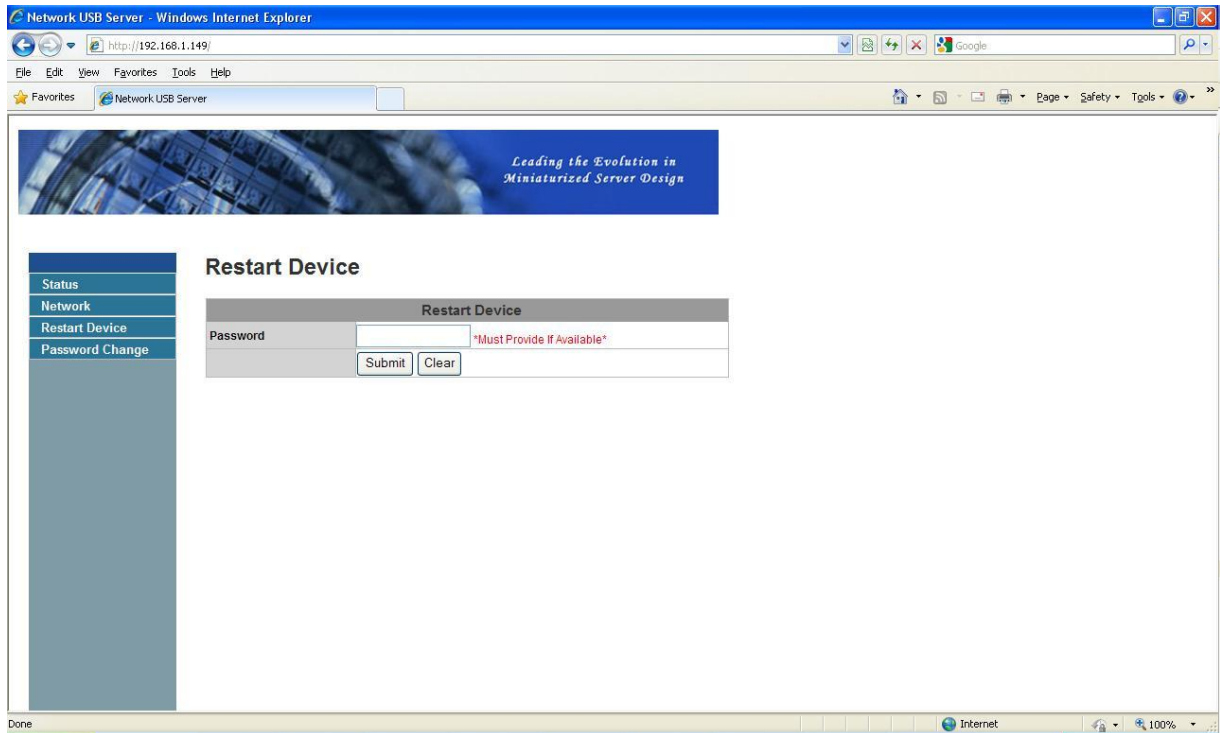 Network USB Server - Windows Internet Explorer
http://192.168.1.149/
Google
File Edit View Favorites Tools Help
Favorites
Network USB Server
Page Safety Tools
Leading the Evolution in
Miniaturized Server Design
Restart Device
Status
Network
Restart Device
Password Change
Restart Device
Password
*Must Provide If Available*
Submit Clear
Done
Internet
100%